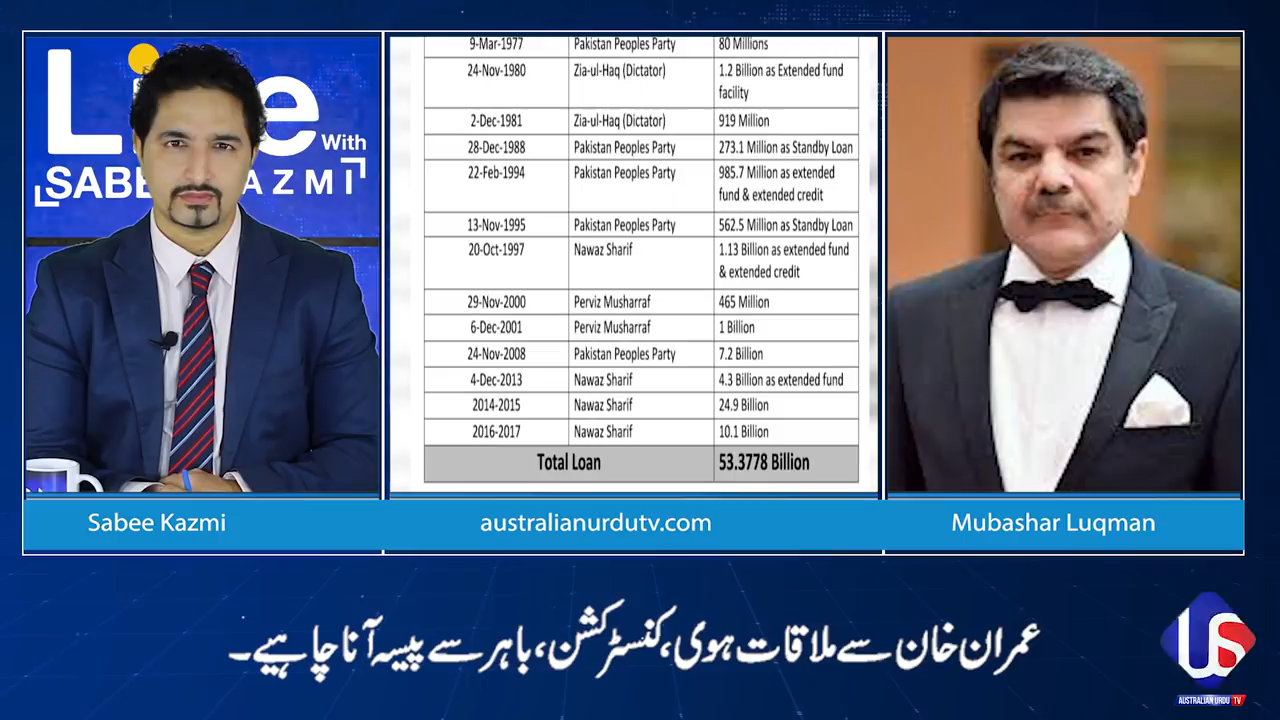 Live
With
SABEE KAZMI
9-Mar-1977 Pakistan Peoples Party 80 Millions
24-Nov-1980 Zia-ul-Haq (Dictator) 1.2 Billion as Extended fund
facility
2-Dec-1981 Zia-ul-Haq (Dictator) 919 Million
28-Dec-1988 Pakistan Peoples Party 273.1 Million as Standby Loan
22-Feb-1994 Pakistan Peoples Party 985.7 Million as extended
fund & extended credit
13-Nov-1995 Pakistan Peoples Party 562.5 Million as Standby Loan
20-Oct-1997 Nawaz Sharif 1.13 Billion as extended fund
& extended credit
29-Nov-2000 Perviz Musharraf 465 Million
6-Dec-2001 Perviz Musharraf 1 Billion
24-Nov-2008 Pakistan Peoples Party 7.2 Billion
4-Dec-2013 Nawaz Sharif 4.3 Billion as extended fund
2014-2015 Nawaz Sharif 24.9 Billion
2016-2017 Nawaz Sharif 10.1 Billion
Total Loan 53.3778 Billion
Sabee Kazmi
australianurdutv.com
Mubashar Luqman
عمران خان سے ملاقات ہوی، کنسٹرکشن، باہر سے پیسہ آنا چاہیے۔
US
AUSTRALIAN URDU TV